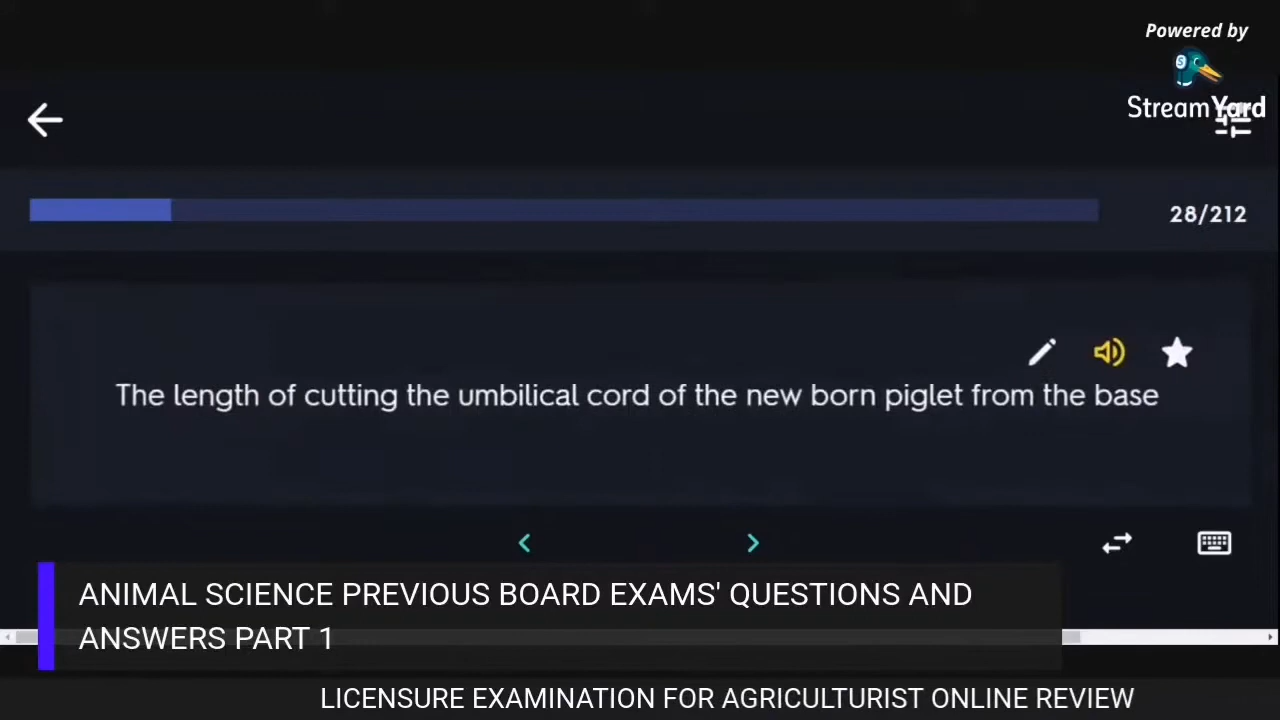 Powered by
StreamYard
28/212
The length of cutting the umbilical cord of the new born piglet from the base
ANIMAL SCIENCE PREVIOUS BOARD EXAMS' QUESTIONS AND
ANSWERS PART 1
LICENSURE EXAMINATION FOR AGRICULTURIST ONLINE REVIEW